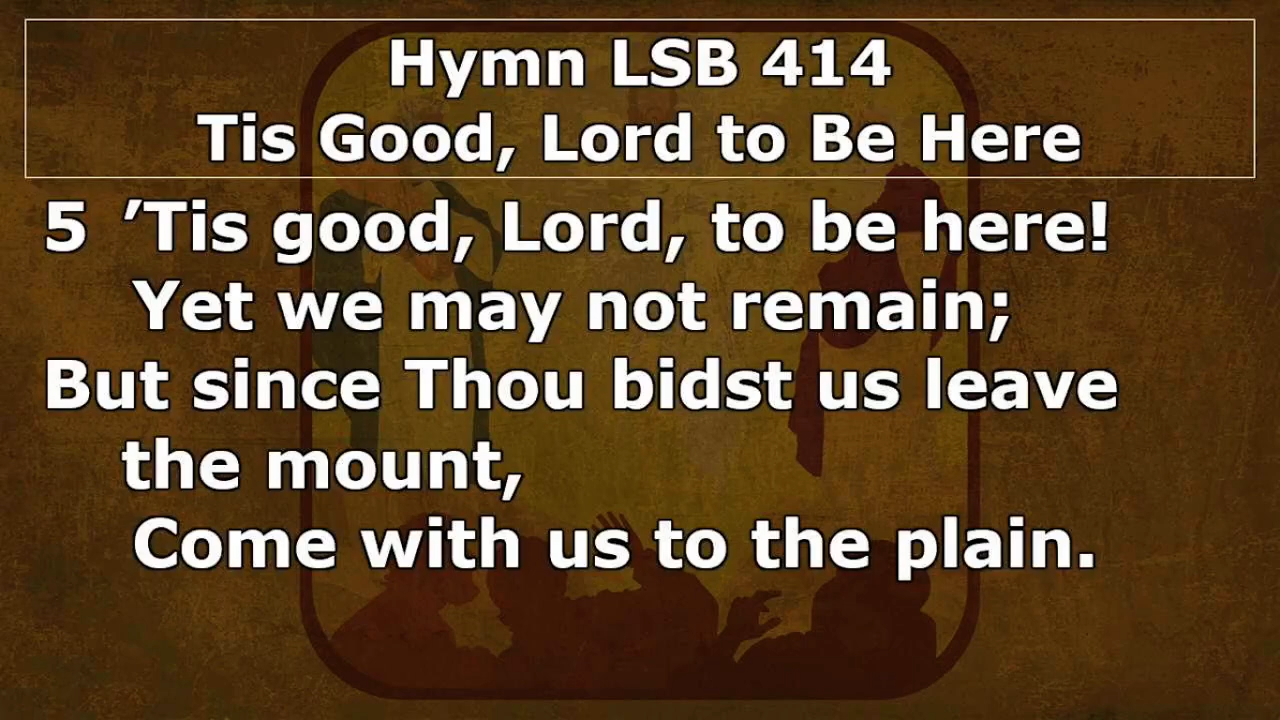 Hymn LSB 414
Tis Good, Lord to Be Here
5 ’Tis good, Lord, to be here!
Yet we may not remain;
But since Thou bidst us leave
the mount,
Come with us to the plain.